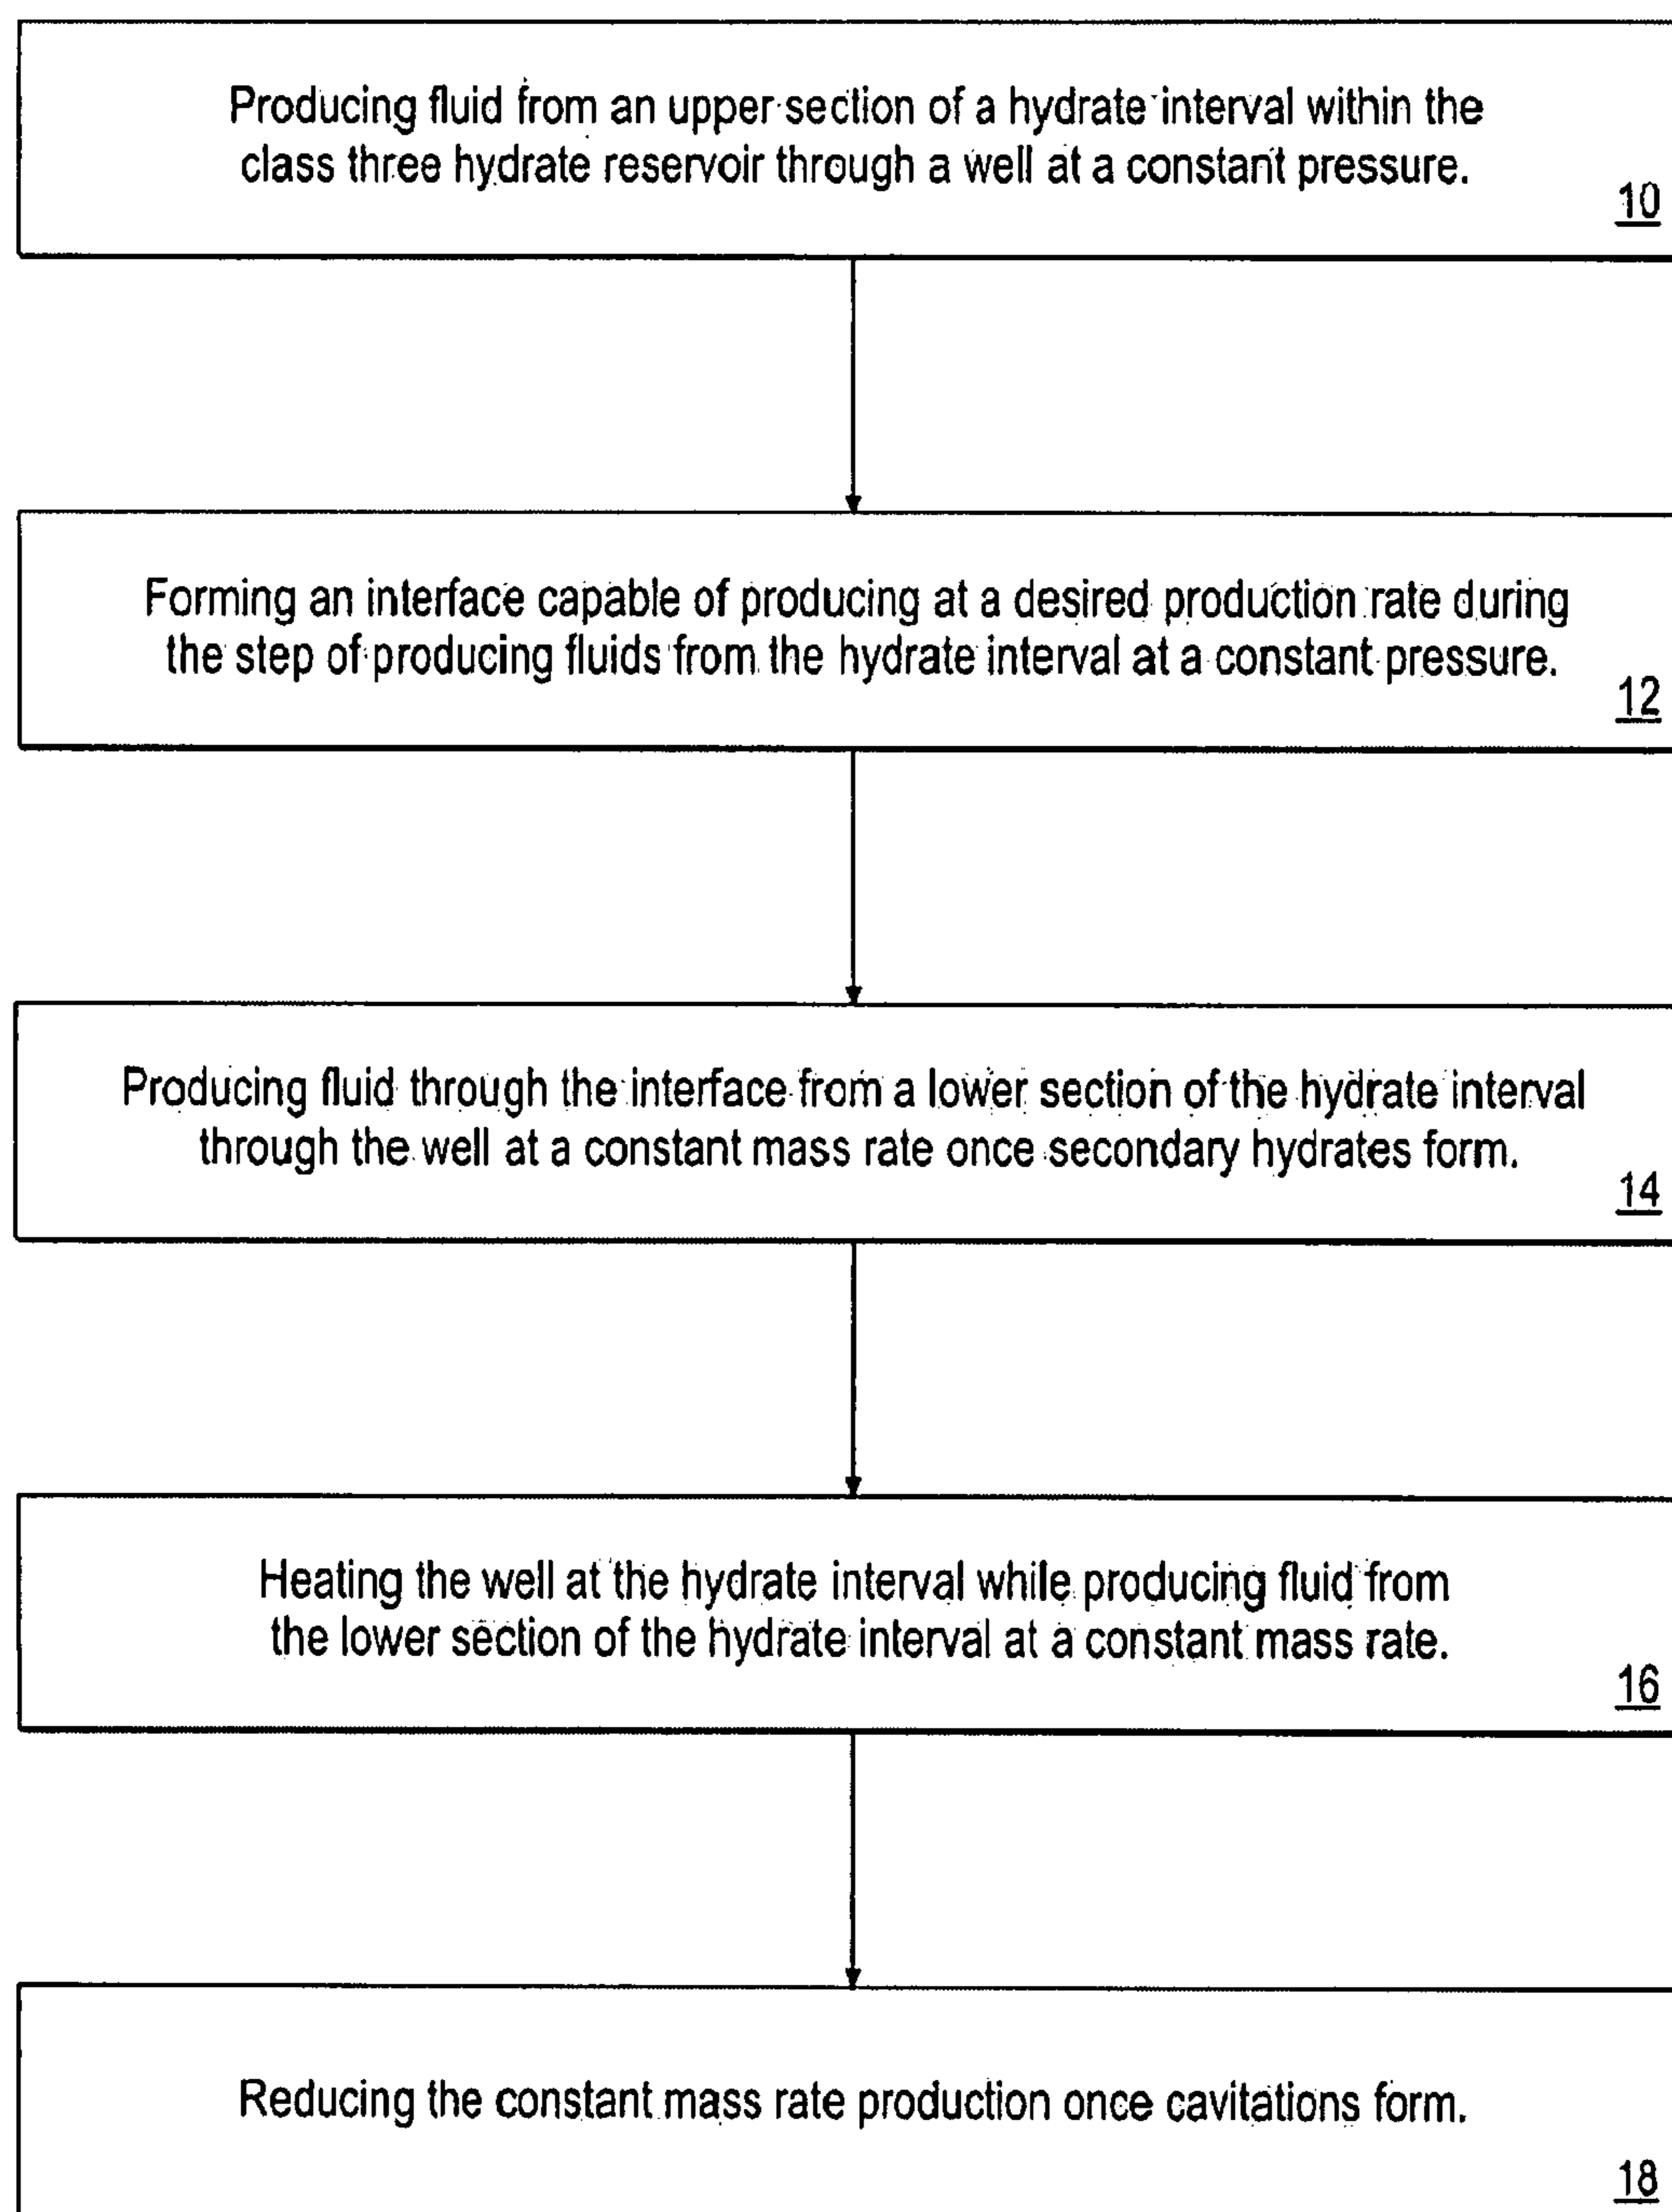 Producing fluid from an upper section of a hydrate interval within the
class three hydrate reservoir through a well at a constant pressure.
10
Forming an interface capable of producing at a desired production rate during
the step of producing fluids from the hydrate interval at a constant pressure.
12
Producing fluid through the interface from a lower section of the hydrate interval
through the well at a constant mass rate once secondary hydrates form.
14
Heating the well at the hydrate interval while producing fluid from
the lower section of the hydrate interval at a constant mass rate.
16
Reducing the constant mass rate production once cavitations form.
18